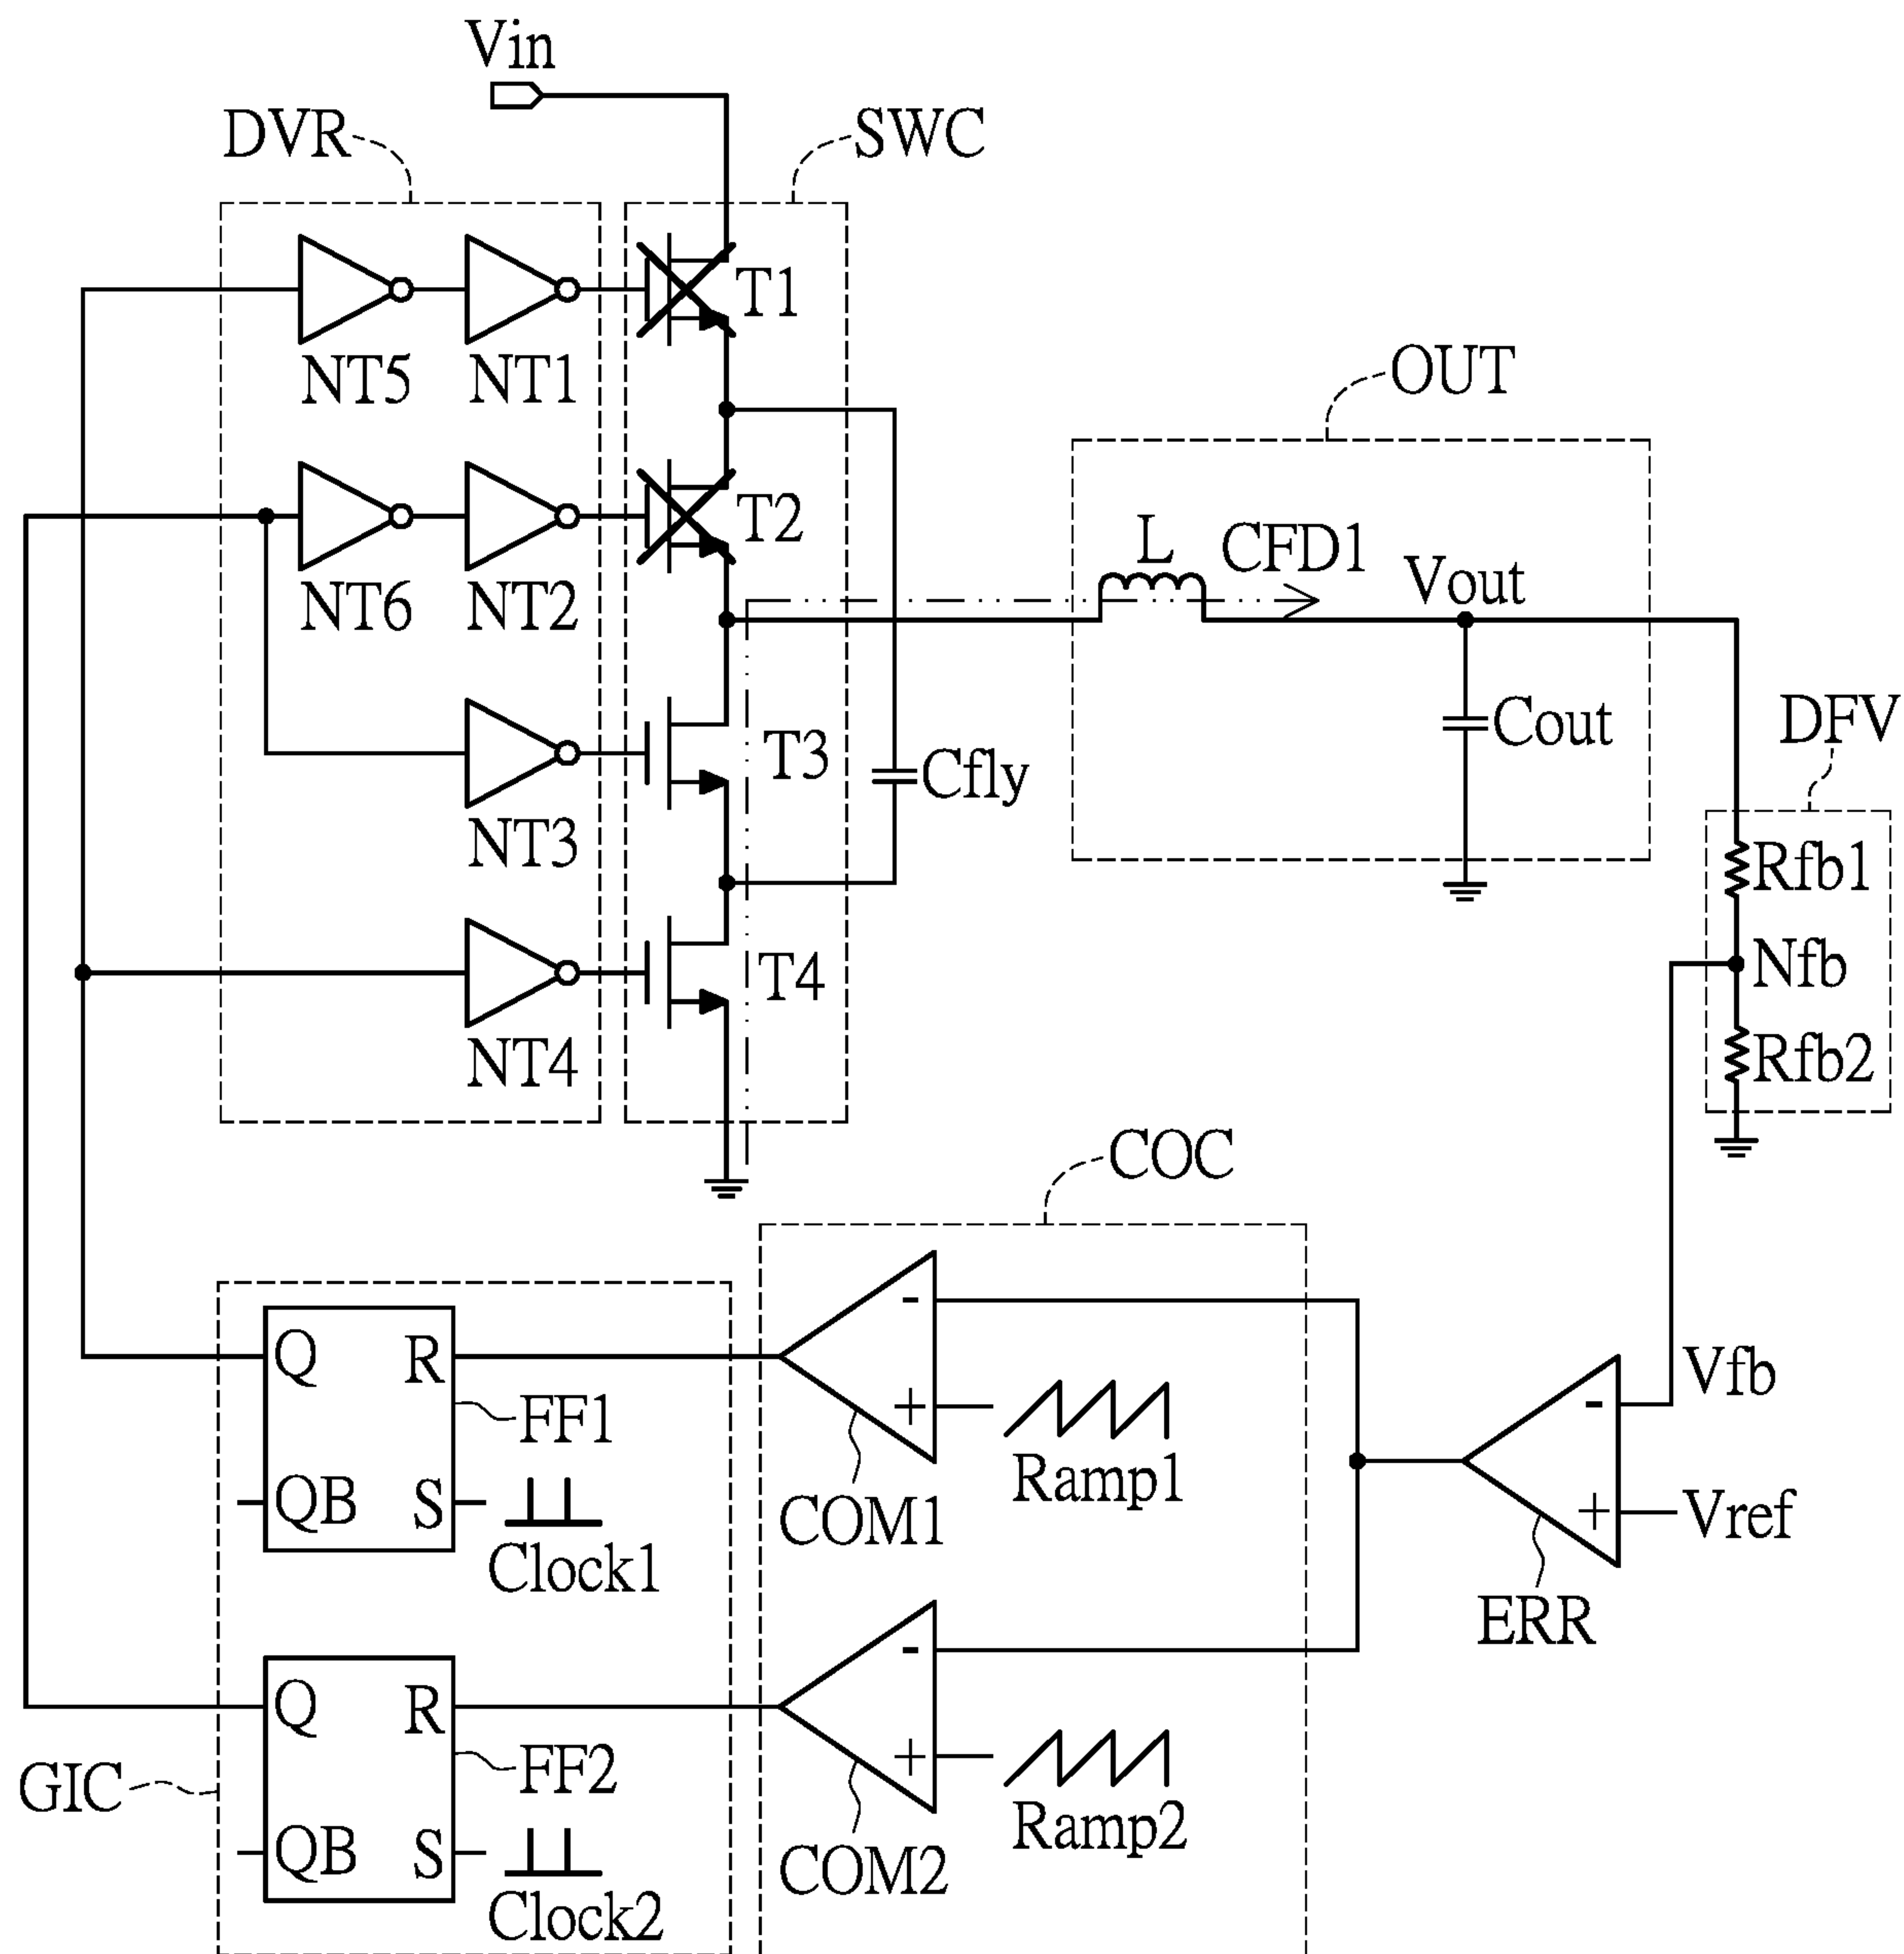 Vin
DVR
SWC
T1
NT5
NT1
OUT
T2
L
CFD1
Vout
NT6
NT2
T3
Cfly
Cout
DFV
NT3
Rfb1
T4
Nfb
NT4
Rfb2
COC
Q
R
-
Vfb
FF1
+
-
QB
S
Ramp1
Clock1
COM1
+
Vref
ERR
-
Q
R
GIC
FF2
+
QB
S
Ramp2
Clock2
COM2